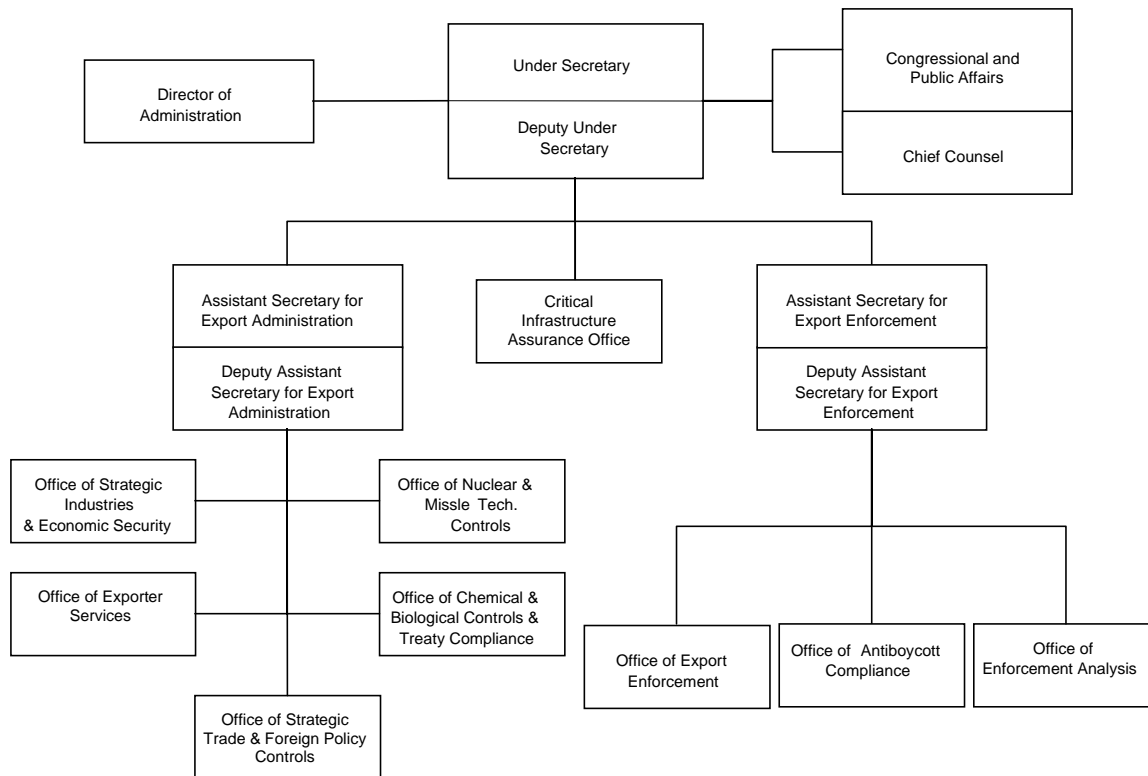 Under Secretary
Deputy Under
Secretary
Director of
Administration
Congressional and
Public Affairs
Chief Counsel
Assistant Secretary for
Export Administration
Deputy Assistant
Secretary for Export
Administration
Critical
Infrastructure
Assurance Office
Assistant Secretary for
Export Enforcement
Deputy Assistant
Secretary for Export
Enforcement
Office of Strategic
Industries
& Economic Security
Office of Nuclear &
Missle Tech.
Controls
Office of Exporter
Services
Office of Chemical &
Biological Controls &
Treaty Compliance
Office of Strategic
Trade & Foreign Policy
Controls
Office of Export
Enforcement
Office of Antiboycott
Compliance
Office of
Enforcement Analysis